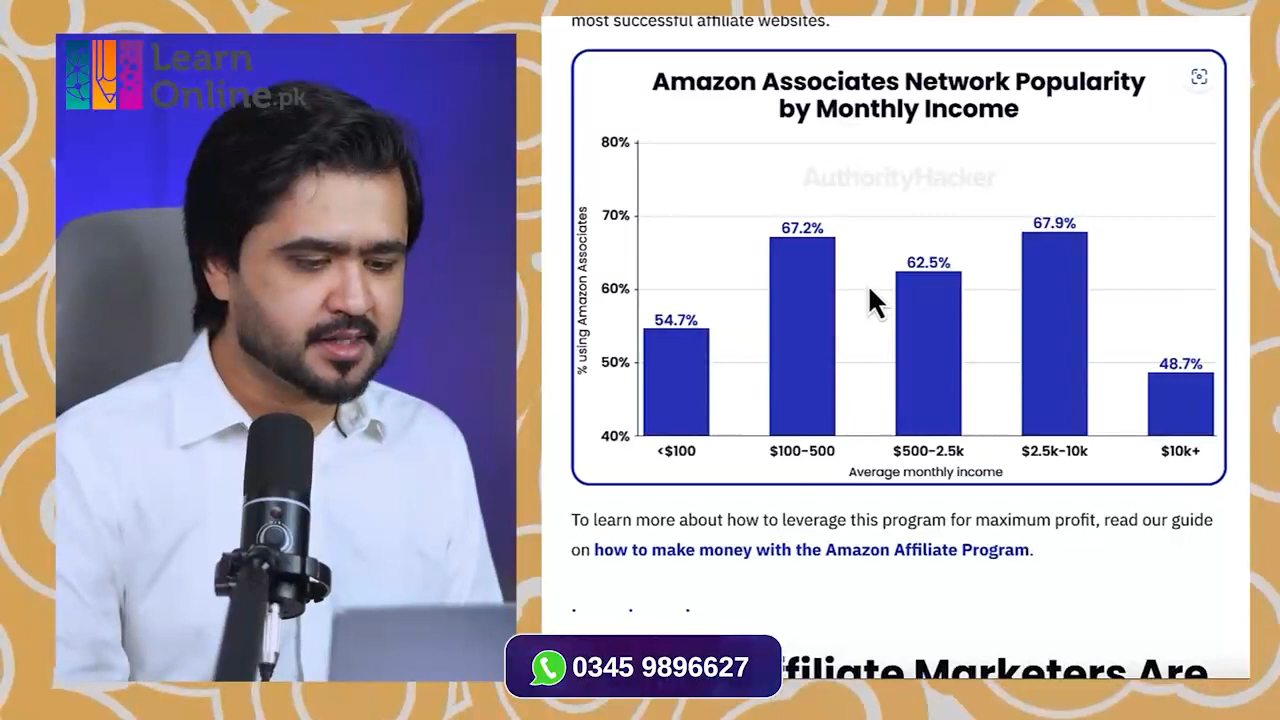 Learn
Online.pk
most successful affiliate websites.
Amazon Associates Network Popularity
by Monthly Income
AuthorityHacker
% using Amazon Associates
80%
70%
60%
50%
40%
54.7%
67.2%
62.5%
67.9%
48.7%
<$100
$100-500
$500-2.5k
$2.5k-10k
$10k+
Average monthly income
To learn more about how to leverage this program for maximum profit, read our guide
on how to make money with the Amazon Affiliate Program.
0345 9896627
ffiliate Marketers Are